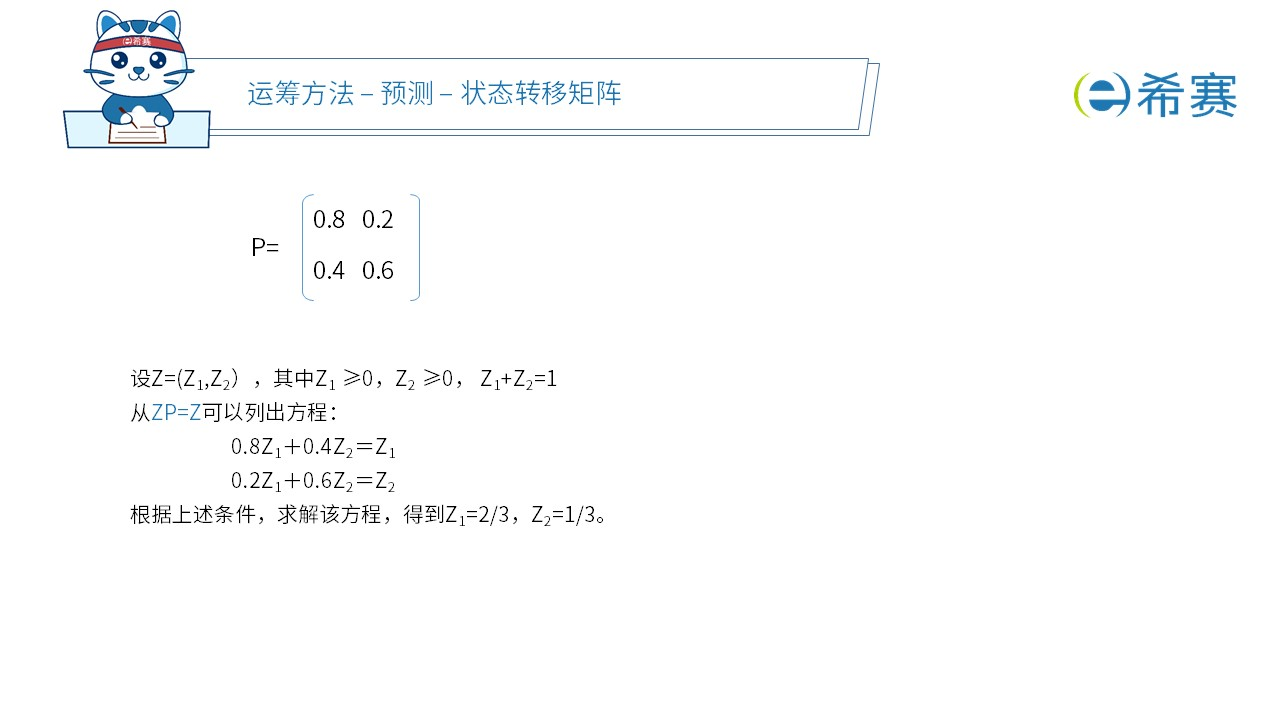 (e)希赛
运筹方法 – 预测 – 状态转移矩阵
(e)希赛
P=
0.8 0.2
0.4 0.6
设Z=(Z₁,Z₂），其中Z₁ ≥0，Z₂ ≥0， Z₁+Z₂=1
从ZP=Z可以列出方程：
0.8Z₁＋0.4Z₂＝Z₁
0.2Z₁＋0.6Z₂＝Z₂
根据上述条件，求解该方程，得到Z₁=2/3，Z₂=1/3。